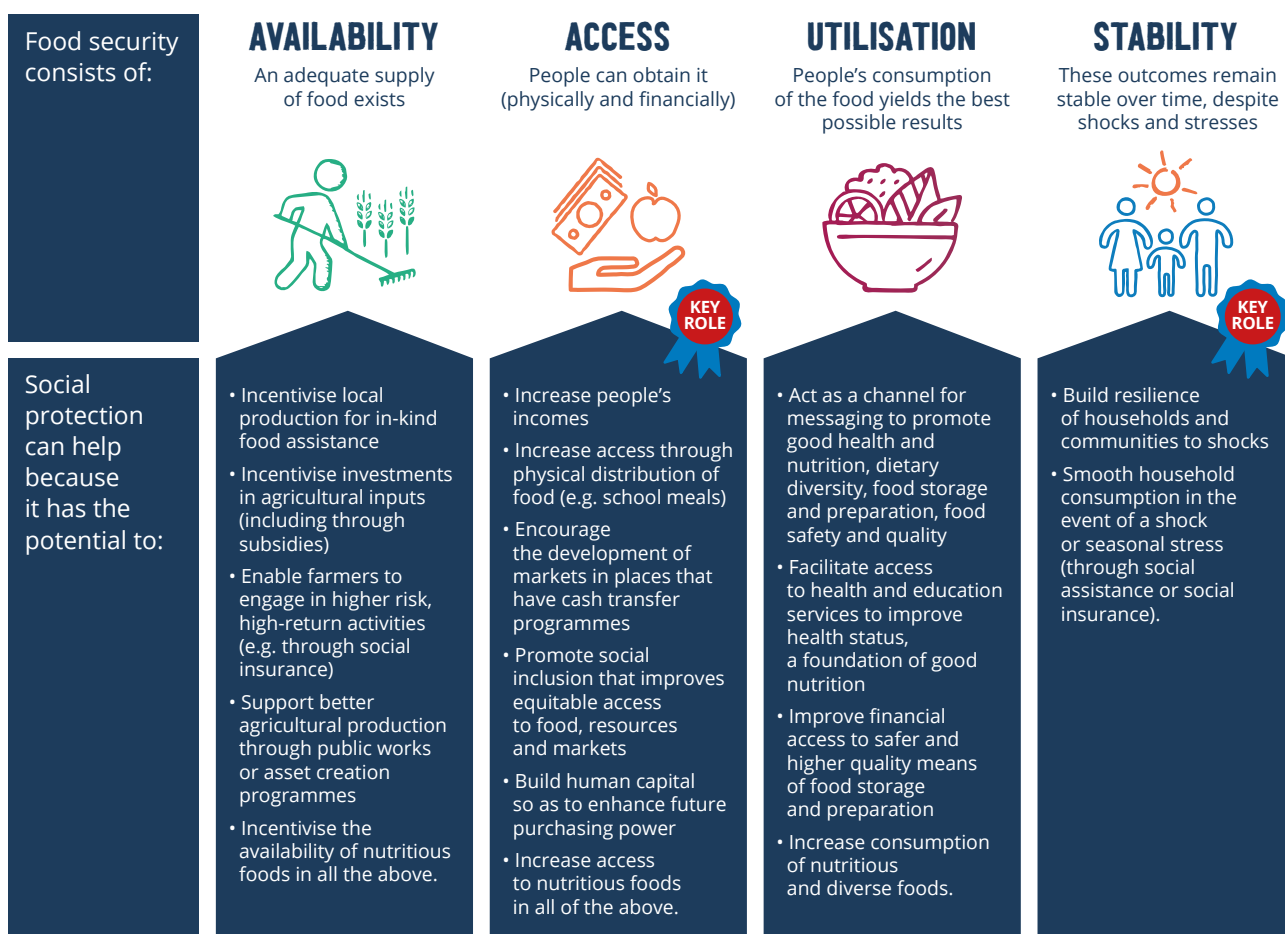 Food security
consists of:
AVAILABILITY
An adequate supply
of food exists
ACCESS
People can obtain it
(physically and financially)
UTILISATION
People’s consumption
of the food yields the best
possible results
STABILITY
These outcomes remain
stable over time, despite
shocks and stresses
KEY
ROLE
KEY
ROLE
Social
protection
can help
because
it has the
potential to:
• Incentivise local
production for in-kind
food assistance
• Incentivise investments
in agricultural inputs
(including through
subsidies)
• Enable farmers to
engage in higher risk,
high-return activities
(e.g. through social
insurance)
• Support better
agricultural production
through public works
or asset creation
programmes
• Incentivise the
availability of nutritious
foods in all the above.
• Increase people’s
incomes
• Increase access through
physical distribution of
food (e.g. school meals)
• Encourage
the development of
markets in places that
have cash transfer
programmes
• Promote social
inclusion that improves
equitable access
to food, resources
and markets
• Build human capital
so as to enhance future
purchasing power
• Increase access
to nutritious foods
in all of the above.
• Act as a channel for
messaging to promote
good health and
nutrition, dietary
diversity, food storage
and preparation, food
safety and quality
• Facilitate access
to health and education
services to improve
health status,
a foundation of good
nutrition
• Improve financial
access to safer and
higher quality means
of food storage
and preparation
• Increase consumption
of nutritious
and diverse foods.
• Build resilience
of households and
communities to shocks
• Smooth household
consumption in the
event of a shock
or seasonal stress
(through social
assistance or social
insurance).